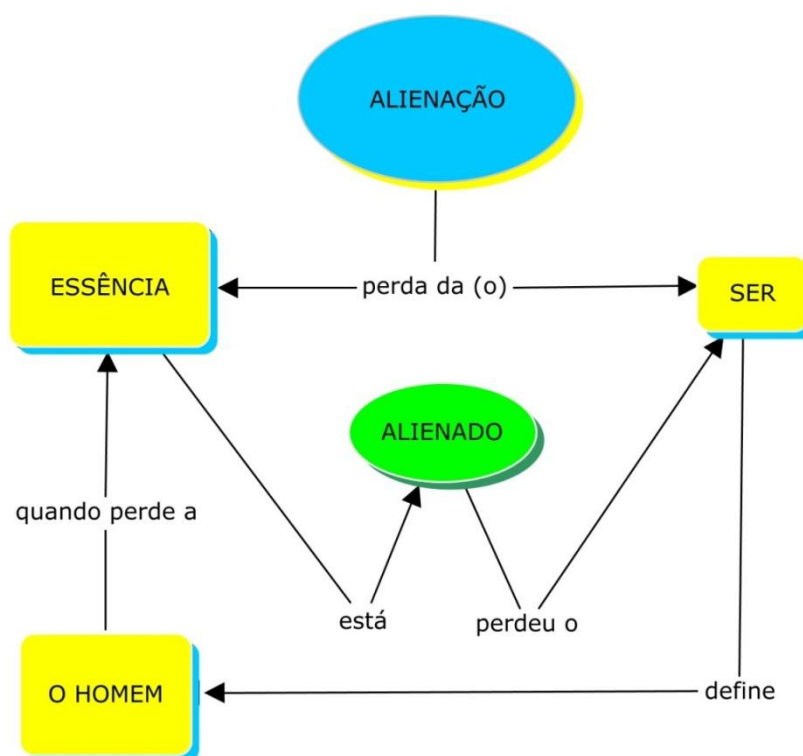 ALIENAÇÃO
ESSÊNCIA
perda da (o)
SER
ALIENADO
quando perde a
está
perdeu o
O HOMEM
define